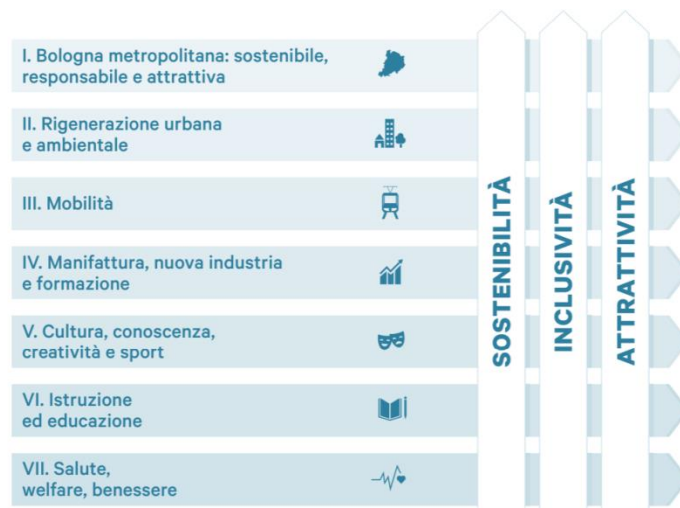 I. Bologna metropolitana: sostenibile,
responsabile e attrattiva
II. Rigenerazione urbana
e ambientale
III. Mobilità
IV. Manifattura, nuova industria
e formazione
V. Cultura, conoscenza,
creatività e sport
VI. Istruzione
ed educazione
VII. Salute,
welfare, benessere
SOSTENIBILITÀ
INCLUSIVITÀ
ATTRATTIVITÀ